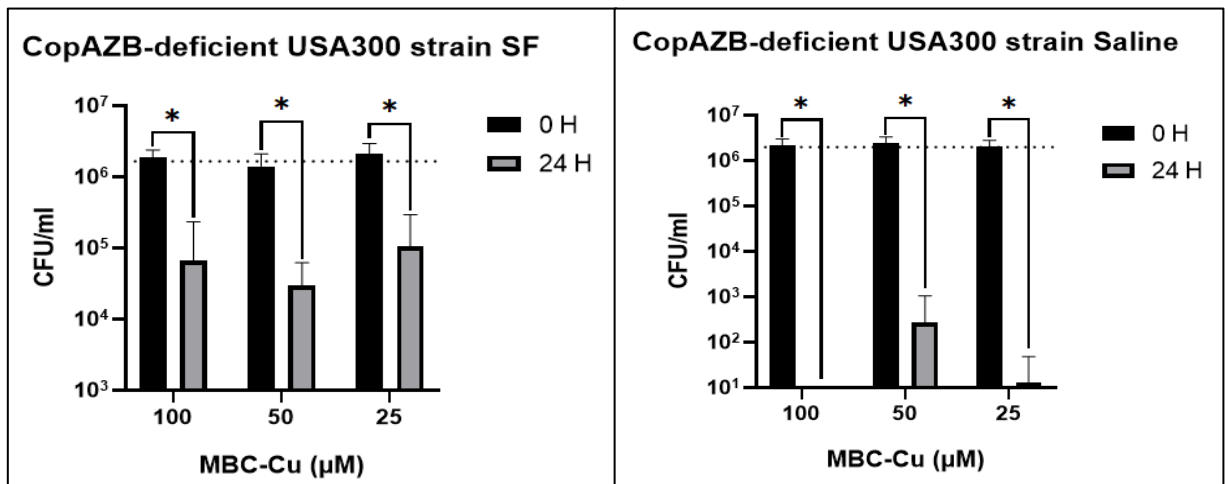 CopAZB-deficient USA300 strain SF
CFU/ml
10⁷
10⁶
10⁵
10⁴
10³
* * *
0 H
24 H
100 50 25
MBC-Cu (µM)
CopAZB-deficient USA300 strain Saline
CFU/ml
10⁷
10⁶
10⁵
10⁴
10³
10²
10¹
* * *
0 H
24 H
100 50 25
MBC-Cu (µM)